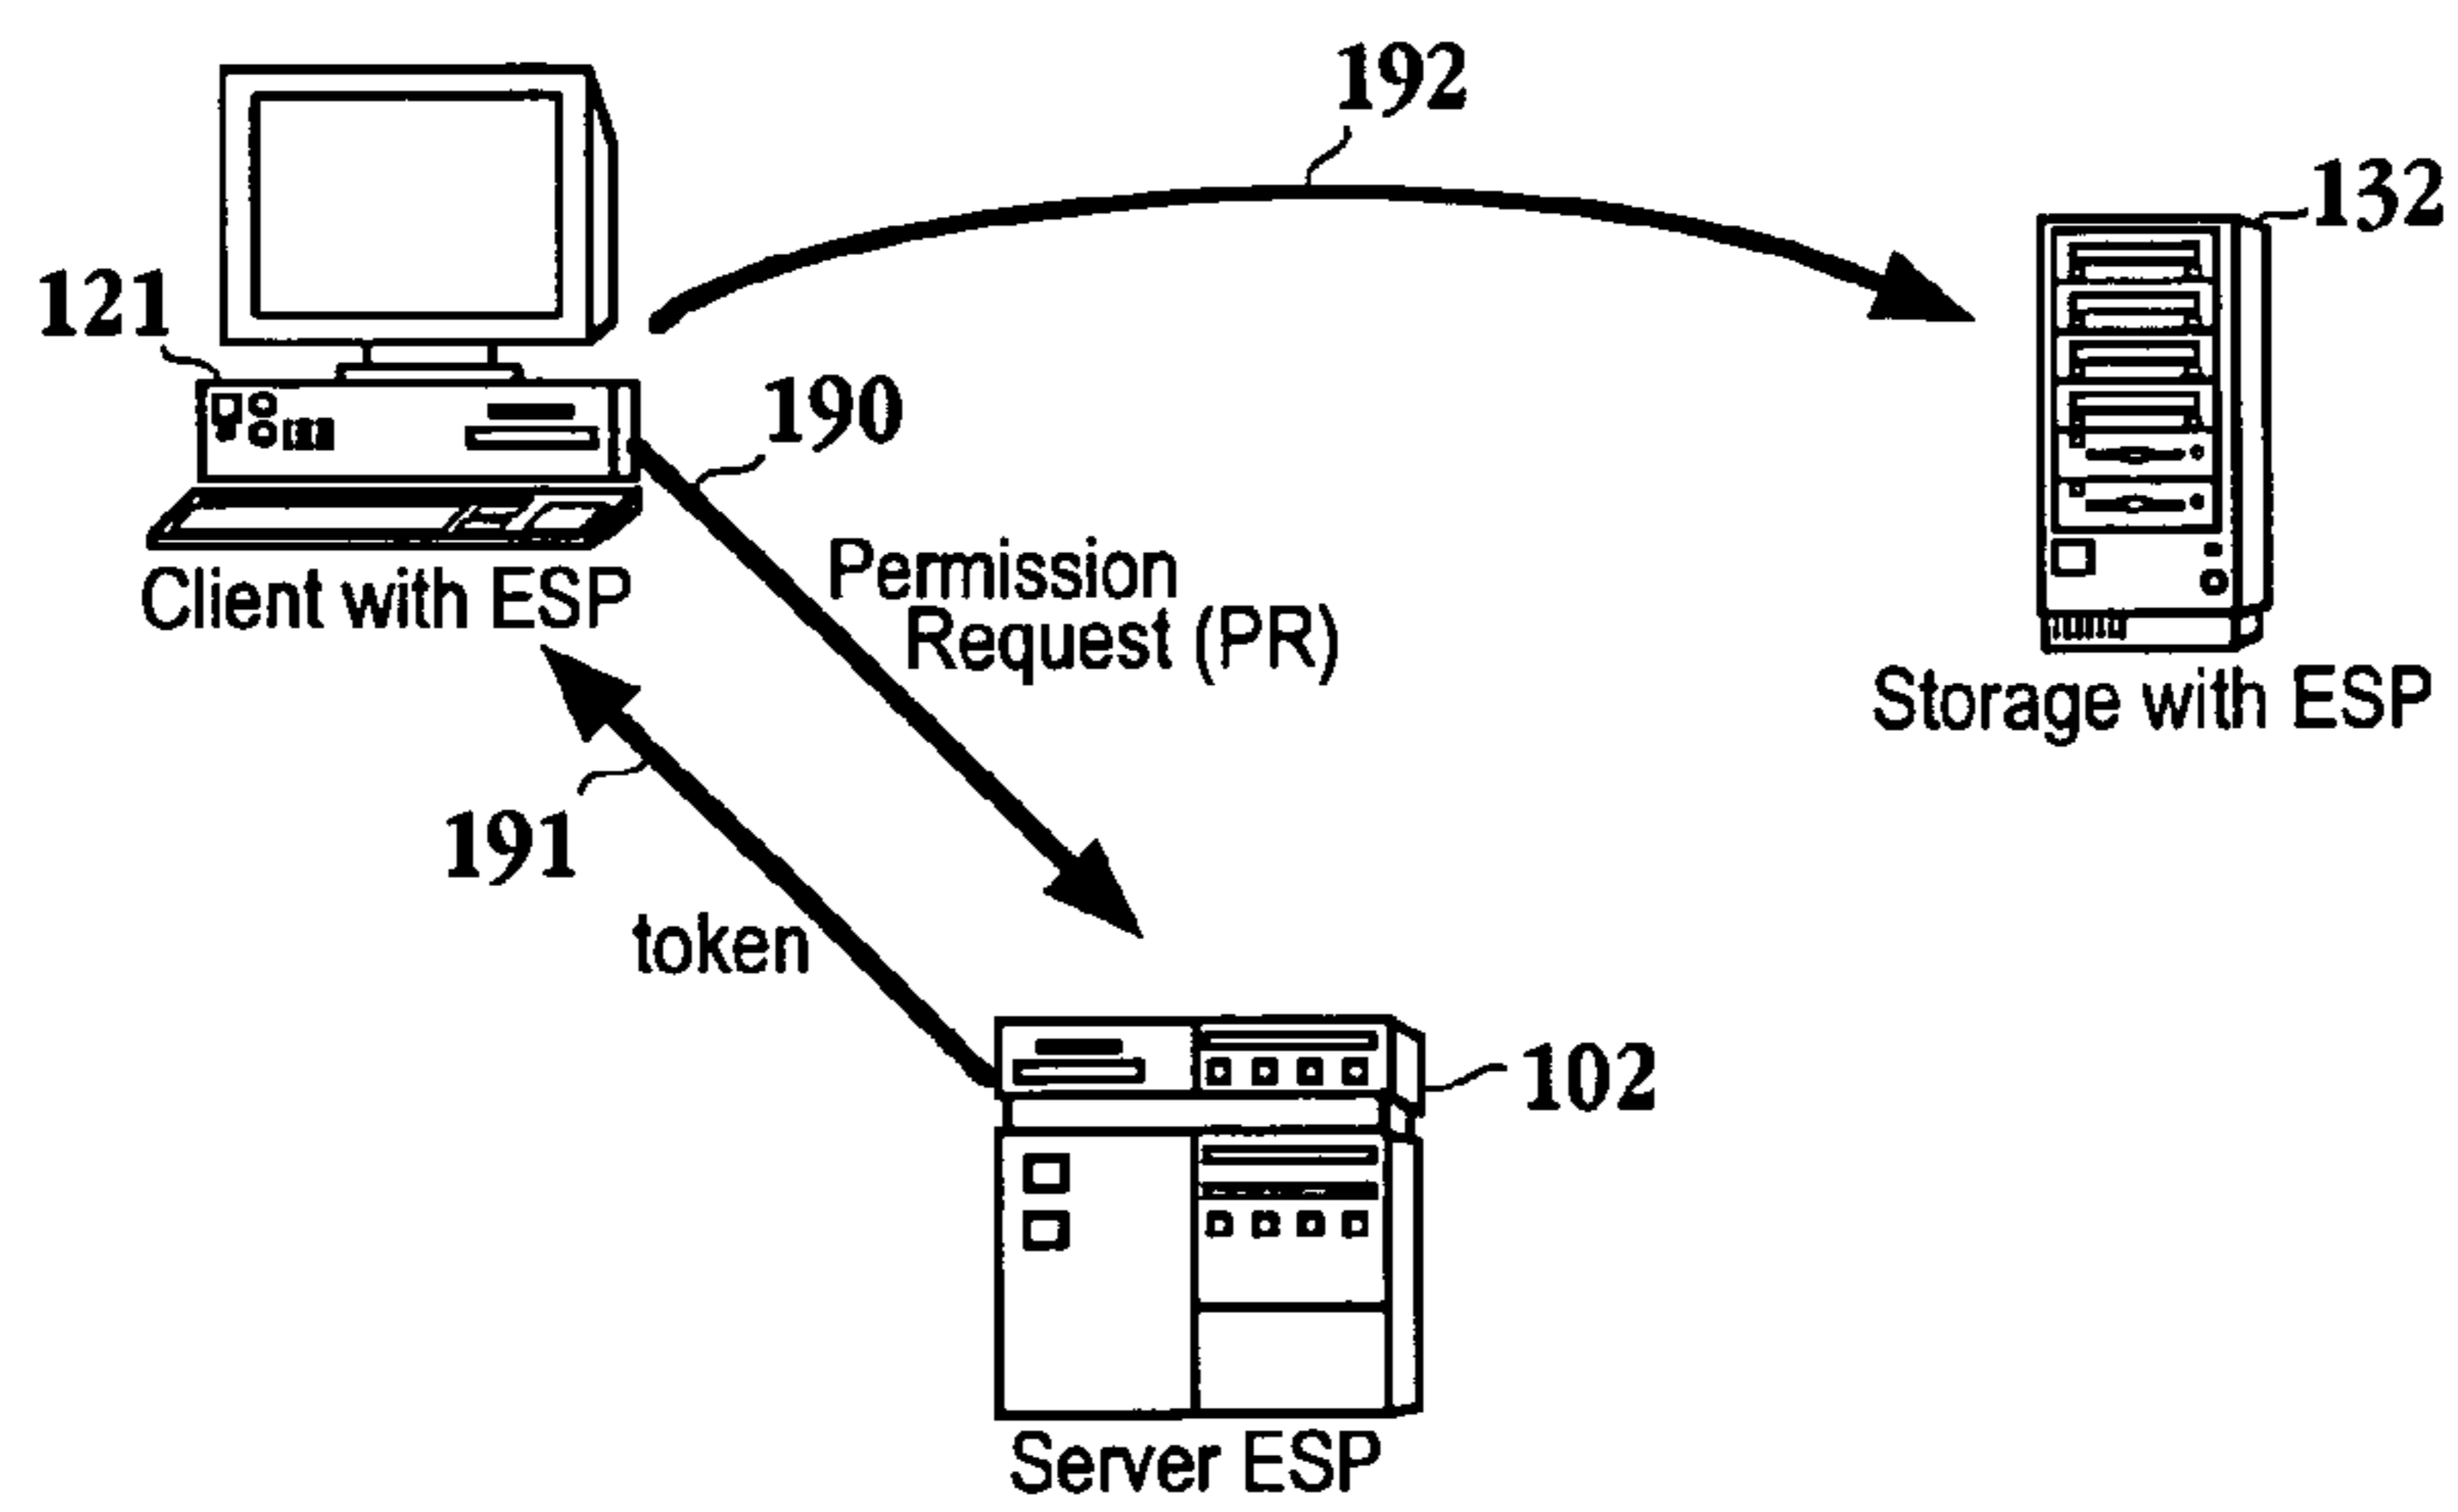 192
132
121
190
Permission
Request (PR)
Client with ESP
Storage with ESP
191
token
102
Server ESP